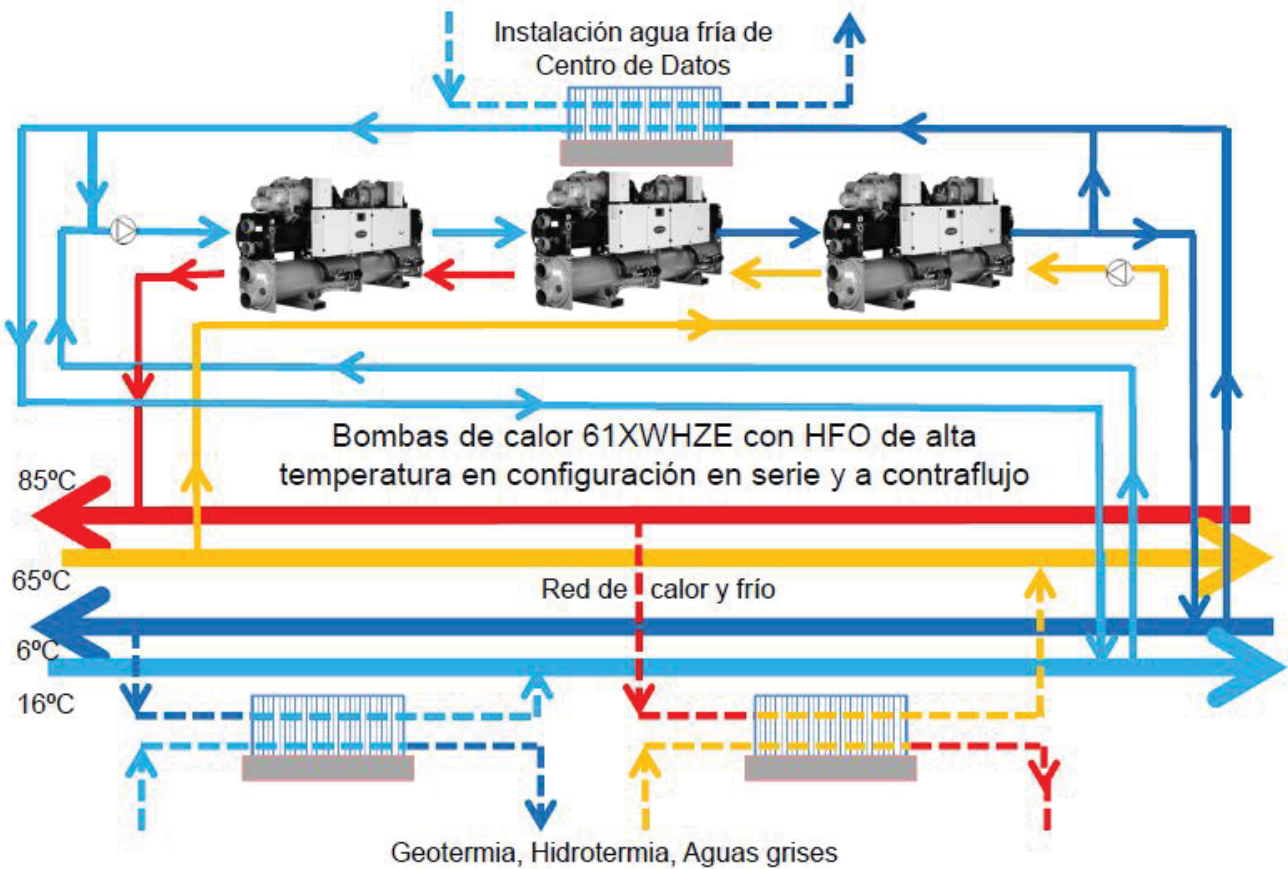 Instalación agua fría de
Centro de Datos
Bombas de calor 61XWHZE con HFO de alta
temperatura en configuración en serie y a contraflujo
85ºC
65ºC
Red de calor y frío
6ºC
16ºC
Geotermia, Hidrotermia, Aguas grises